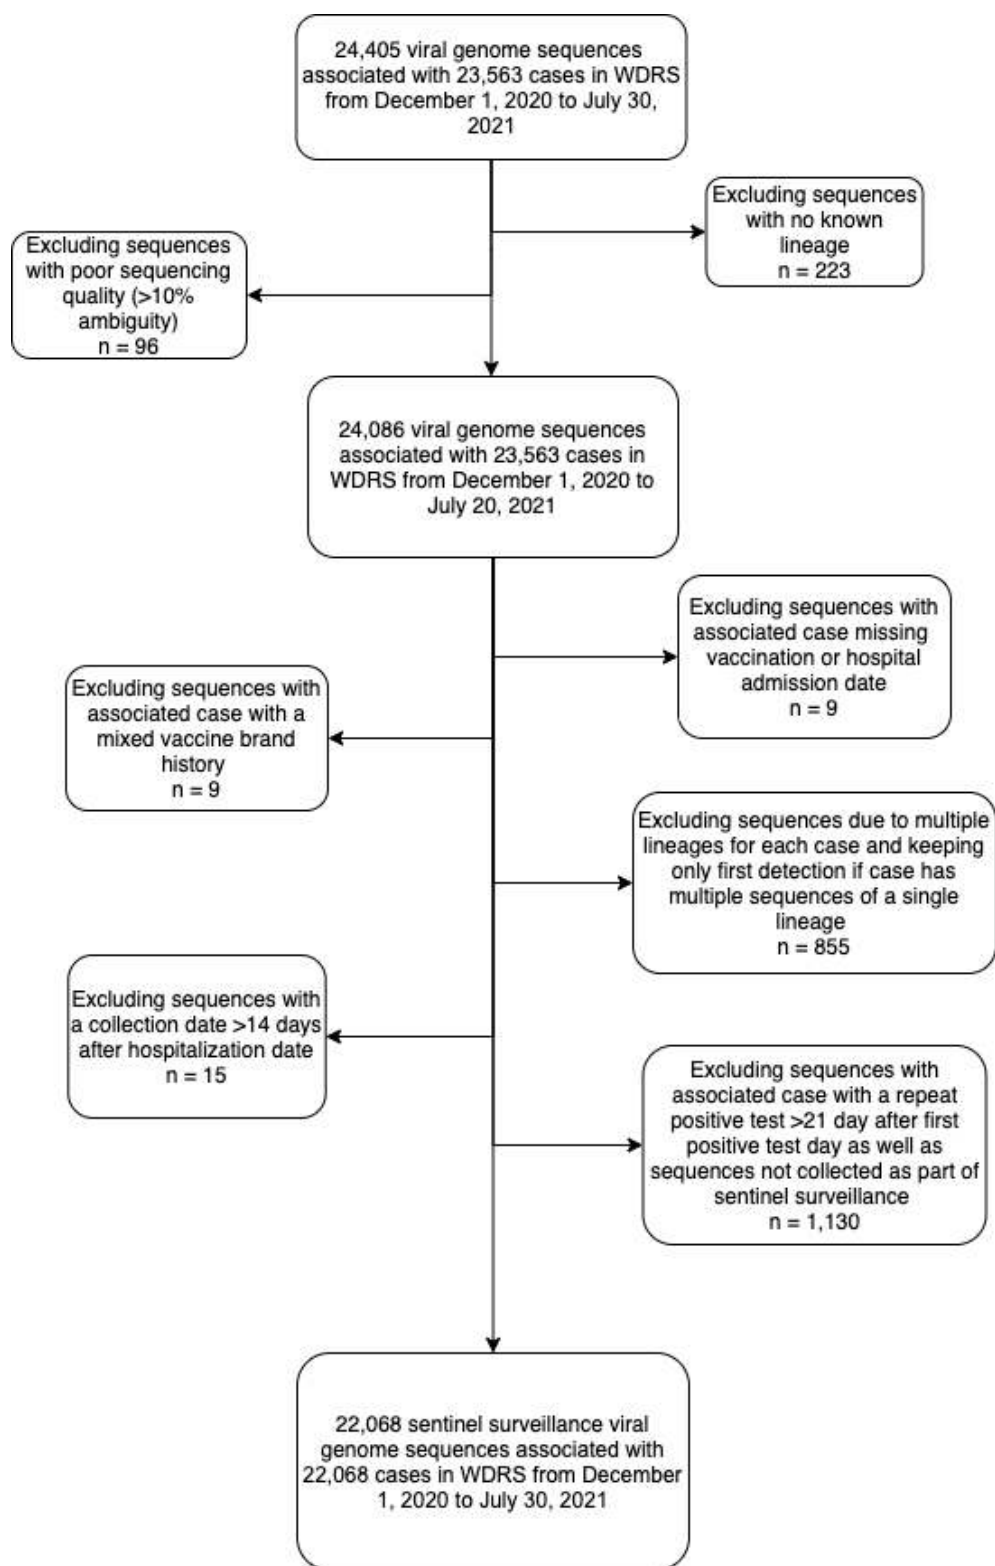 24,405 viral genome sequences
associated with 23,563 cases in WDRS
from December 1, 2020 to July 30,
2021
Excluding sequences
with no known
lineage
n = 223
Excluding sequences
with poor sequencing
quality (>10%
ambiguity)
n = 96
24,086 viral genome sequences
associated with 23,563 cases in
WDRS from December 1, 2020 to
July 20, 2021
Excluding sequences with
associated case missing
vaccination or hospital
admission date
n = 9
Excluding sequences with
associated case with a
mixed vaccine brand
history
n = 9
Excluding sequences due to multiple
lineages for each case and keeping
only first detection if case has
multiple sequences of a single
lineage
n = 855
Excluding sequences with
a collection date >14 days
after hospitalization date
n = 15
Excluding sequences with
associated case with a repeat
positive test >21 day after first
positive test day as well as
sequences not collected as part of
sentinel surveillance
n = 1,130
22,068 sentinel surveillance viral
genome sequences associated with
22,068 cases in WDRS from December
1, 2020 to July 30, 2021